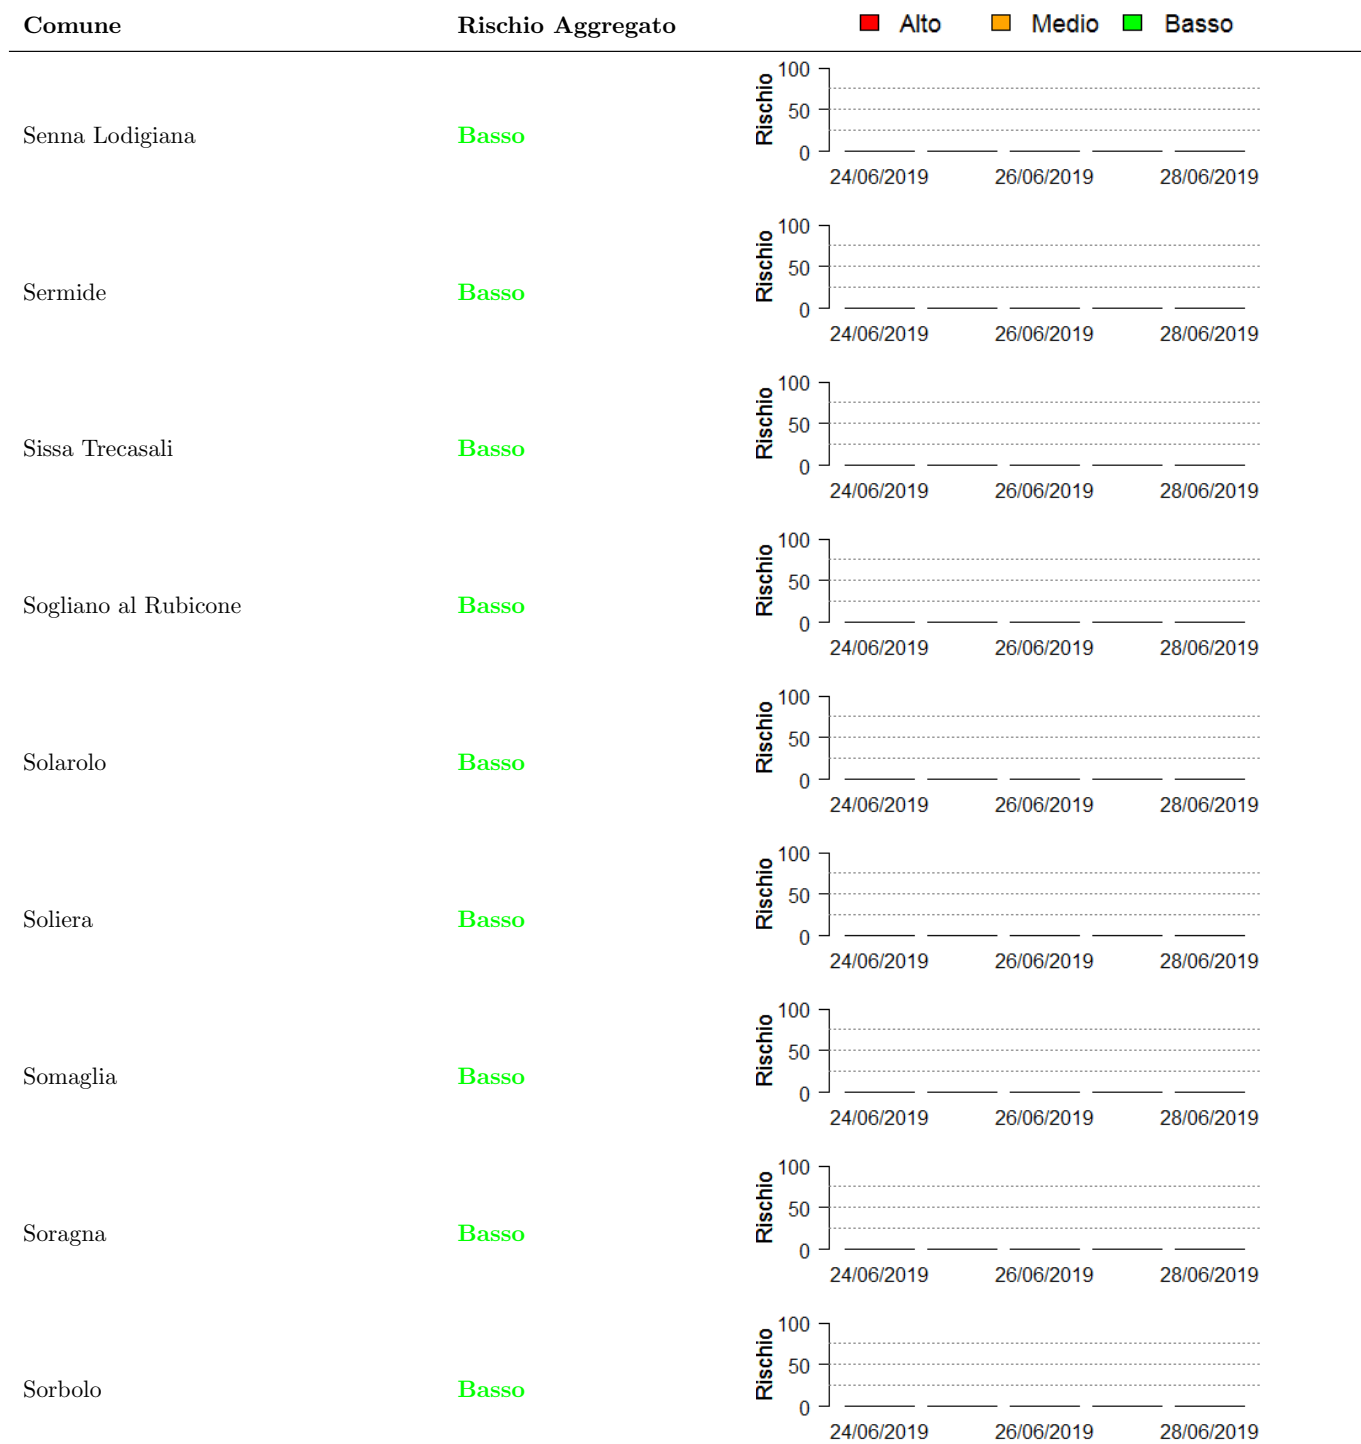 Comune Rischio Aggregato Alto Medio Basso
100
50
0
Rischio
Senna Lodigiana Basso
24/06/2019 26/06/2019 28/06/2019
100
50
0
Rischio
Sermide Basso
24/06/2019 26/06/2019 28/06/2019
100
50
0
Rischio
Sissa Trecasali Basso
24/06/2019 26/06/2019 28/06/2019
100
50
0
Rischio
Sogliano al Rubicone Basso
24/06/2019 26/06/2019 28/06/2019
100
50
0
Rischio
Solarolo Basso
24/06/2019 26/06/2019 28/06/2019
100
50
0
Rischio
Soliera Basso
24/06/2019 26/06/2019 28/06/2019
100
50
0
Rischio
Somaglia Basso
24/06/2019 26/06/2019 28/06/2019
100
50
0
Rischio
Soragna Basso
24/06/2019 26/06/2019 28/06/2019
100
50
0
Rischio
Sorbolo Basso
24/06/2019 26/06/2019 28/06/2019